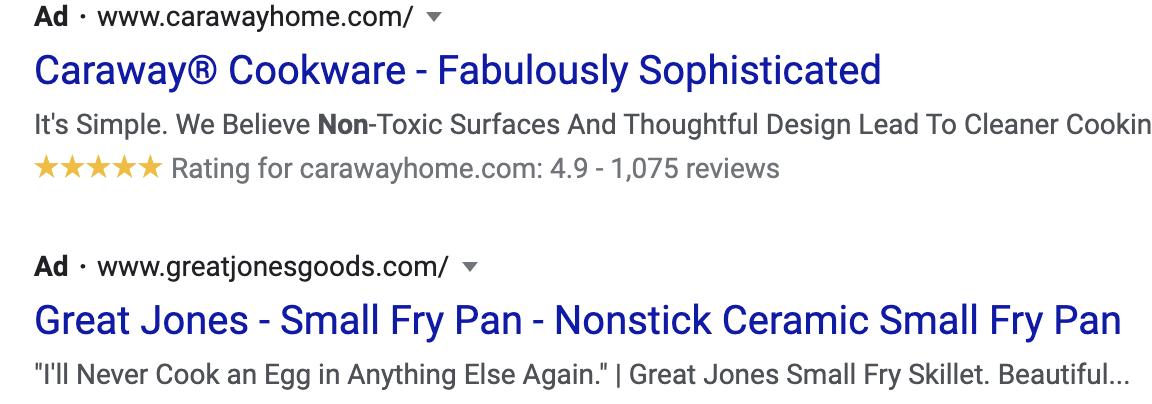 Ad · www.carawayhome.com/
Caraway® Cookware - Fabulously Sophisticated
It's Simple. We Believe Non-Toxic Surfaces And Thoughtful Design Lead To Cleaner Cookin
Rating for carawayhome.com: 4.9 - 1,075 reviews
Ad · www.greatjonesgoods.com/
Great Jones - Small Fry Pan - Nonstick Ceramic Small Fry Pan
"I'll Never Cook an Egg in Anything Else Again." | Great Jones Small Fry Skillet. Beautiful...